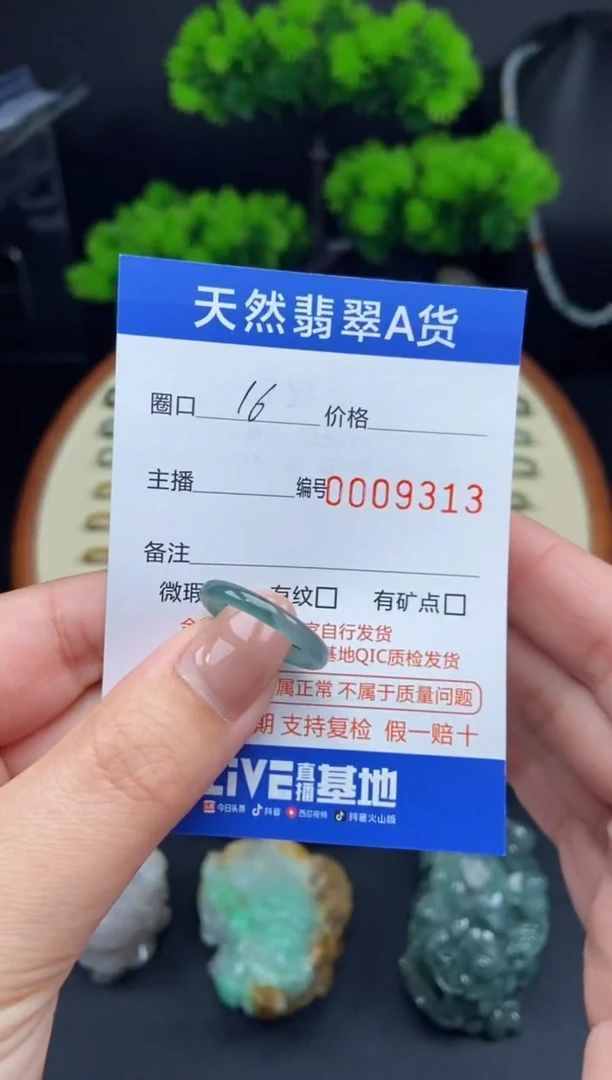 天然翡翠A货
圈口 16 价格
主播 编号0009313
备注
微瑕 有纹□ 有矿点□
自行发货
基地QIC质检发货
属正常 不属于质量问题
期 支持复检 假一赔十
LIVE直播基地
今日头条 抖音 西瓜视频 抖音火山版